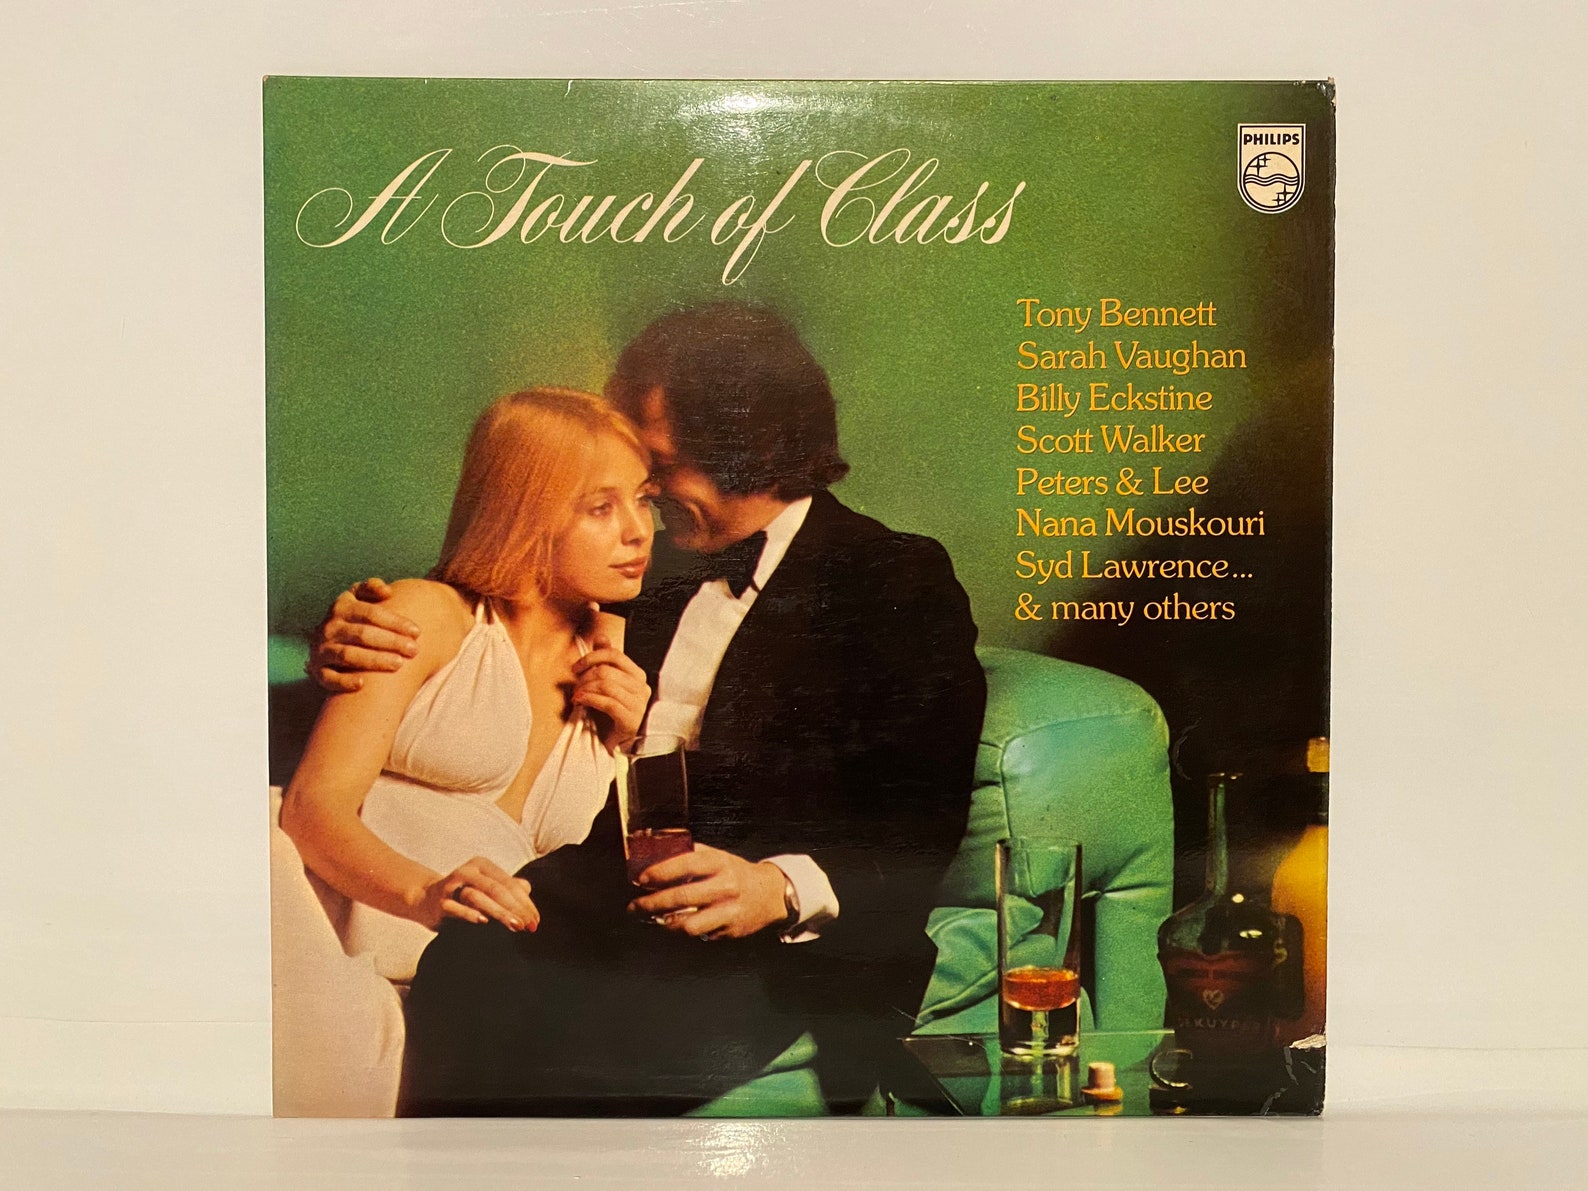 A Touch of Class
PHILIPS
Tony Bennett
Sarah Vaughan
Billy Eckstine
Scott Walker
Peters & Lee
Nana Mouskouri
Syd Lawrence...
& many others